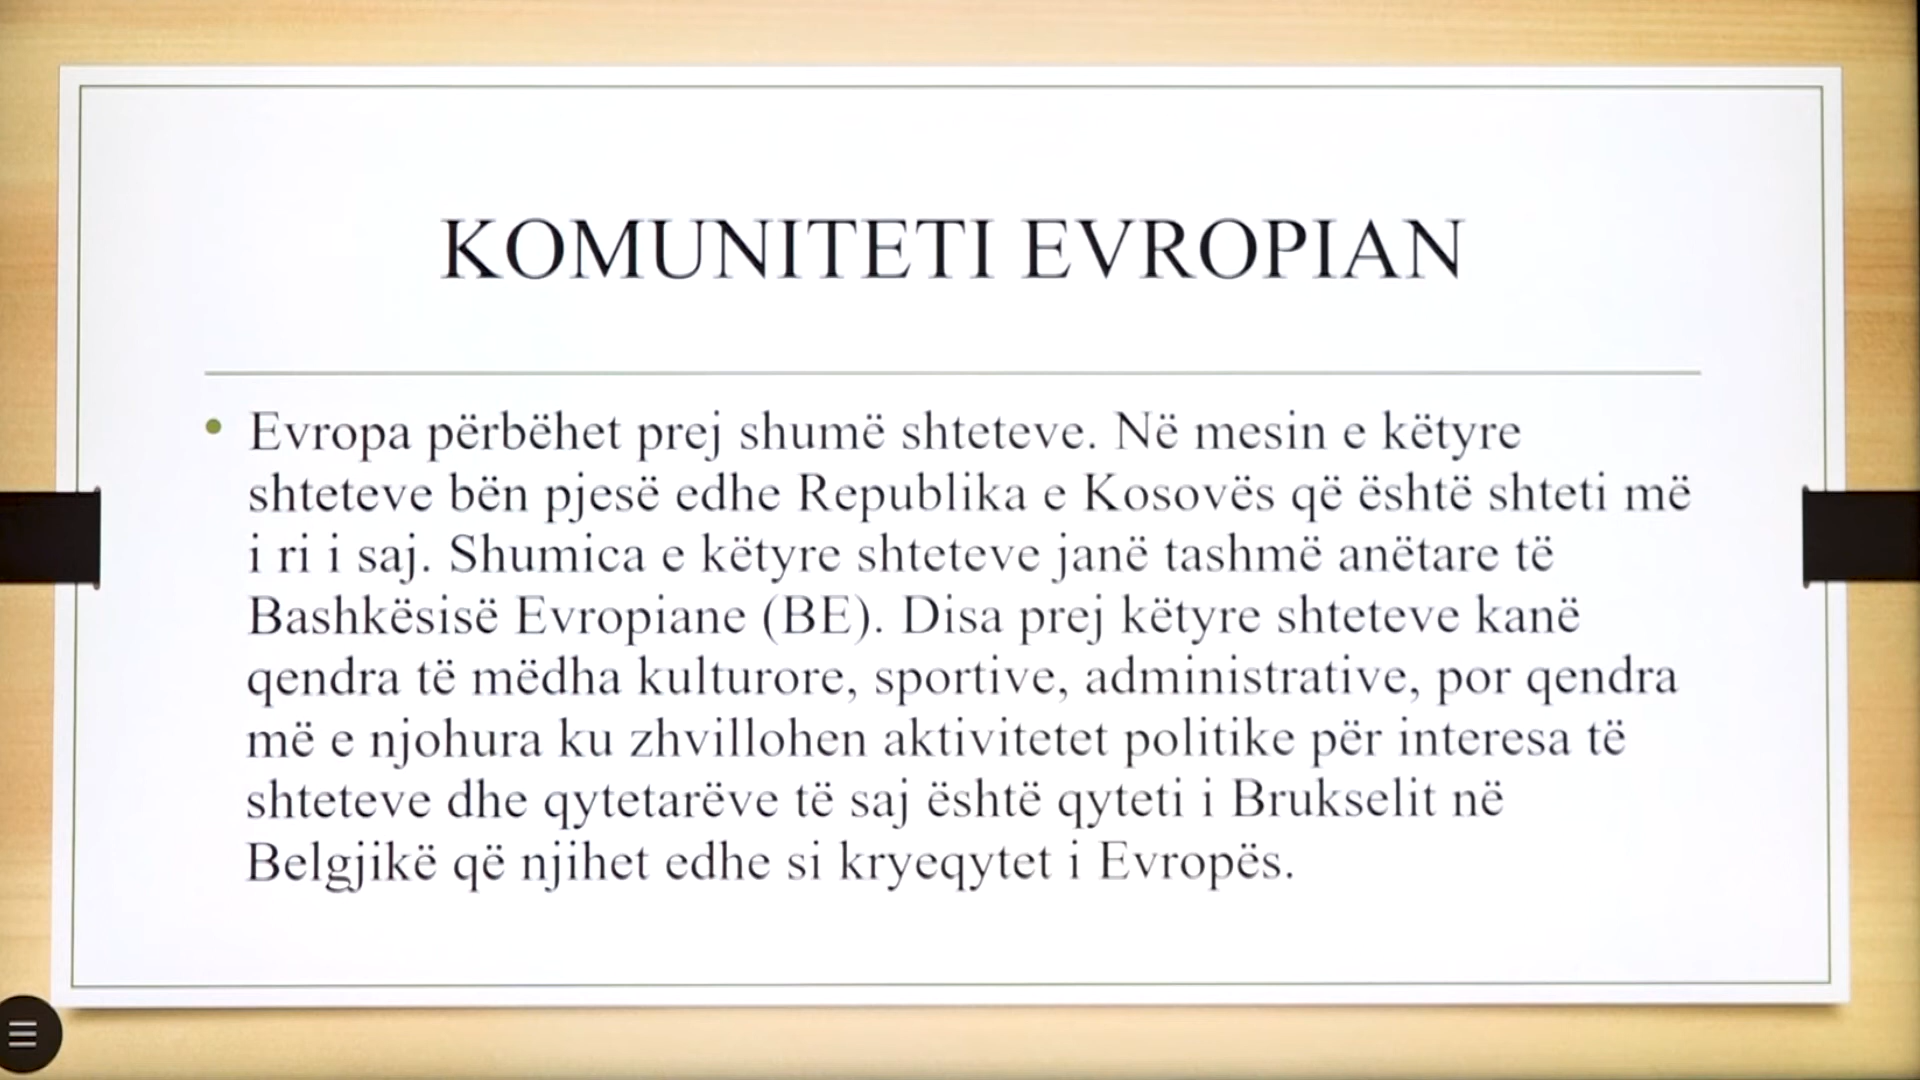 KOMUNITETI EVROPIAN
• Evropa përbëhet prej shumë shteteve. Në mesin e këtyre
shteteve bën pjesë edhe Republika e Kosovës që është shteti më
i ri i saj. Shumica e këtyre shteteve janë tashmë anëtare të
Bashkësisë Evropiane (BE). Disa prej këtyre shteteve kanë
qendra të mëdha kulturore, sportive, administrative, por qendra
më e njohura ku zhvillohen aktivitetet politike për interesa të
shteteve dhe qytetarëve të saj është qyteti i Brukselit në
Belgjikë që njihet edhe si kryeqytet i Evropës.